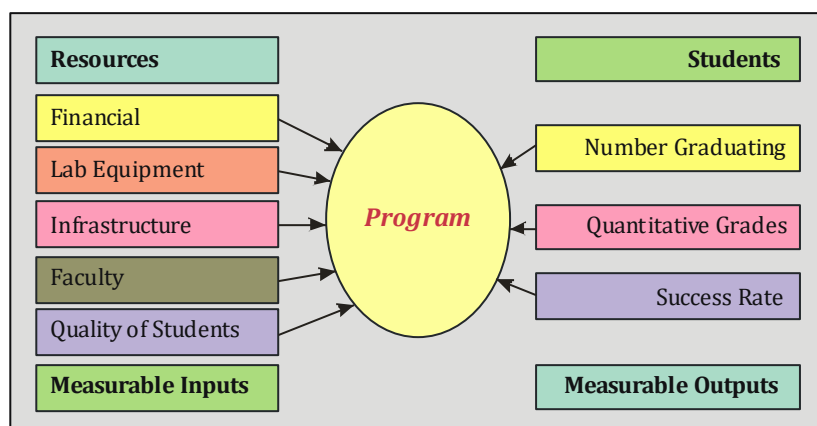 Resources
Financial
Lab Equipment
Infrastructure
Faculty
Quality of Students
Measurable Inputs
Program
Students
Number Graduating
Quantitative Grades
Success Rate
Measurable Outputs